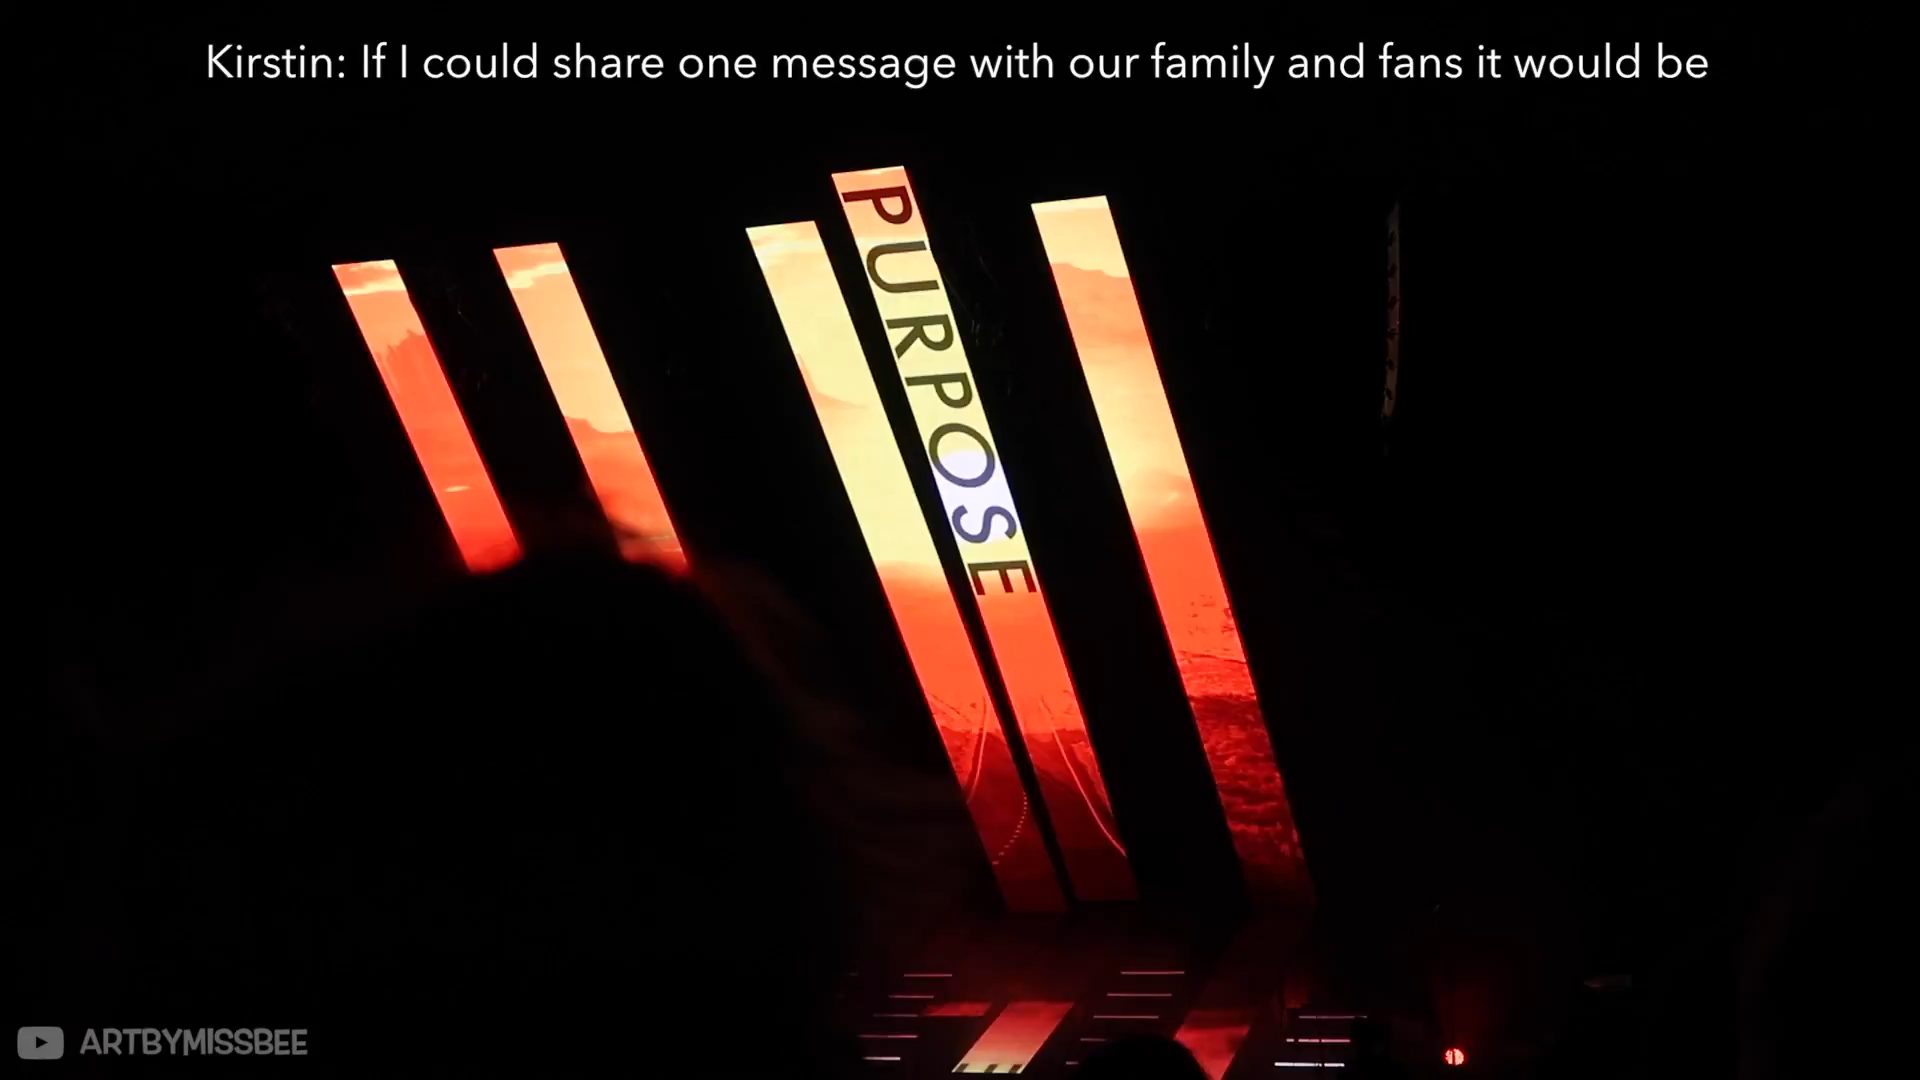 Kirstin: If I could share one message with our family and fans it would be
PURPOSE
ARTBYMISSBEE